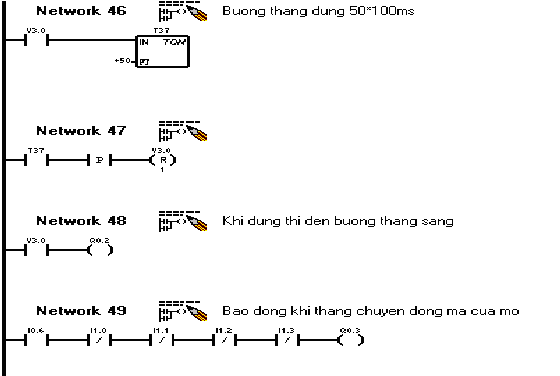 Network 46 Buong thang dung 50*100ms
V3.0 T37
IN TON
+50 PT
Network 47
T37 P V3.0
R
1
Network 48 Khi dung thi den buong thang sang
V3.0 Q0.2
Network 49 Bao dong khi thang chuyen dong ma cua mo
I0.6 I1.0 I1.1 I1.2 I1.3 Q0.3
/ / / /